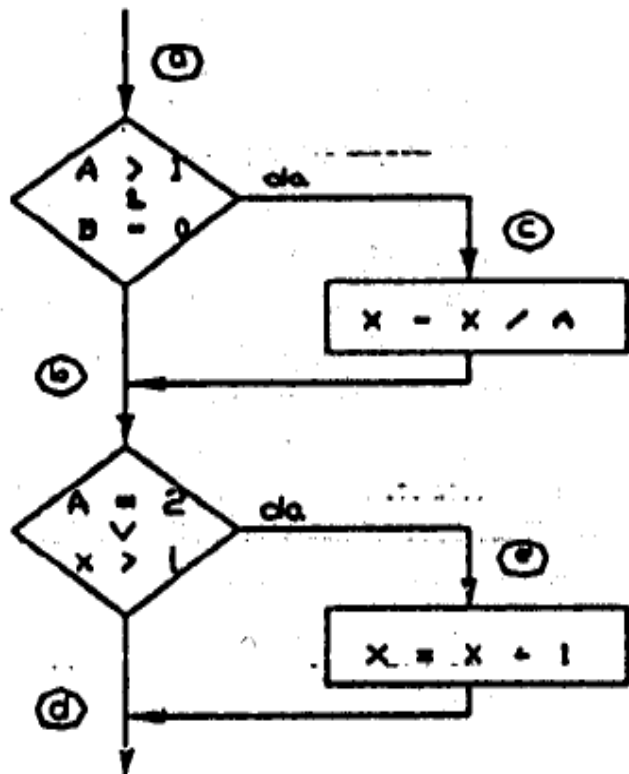 a
A > 1
&
B = 0
da
c
X = X / A
b
A = 2
V
X > 1
da
e
X = X + 1
d